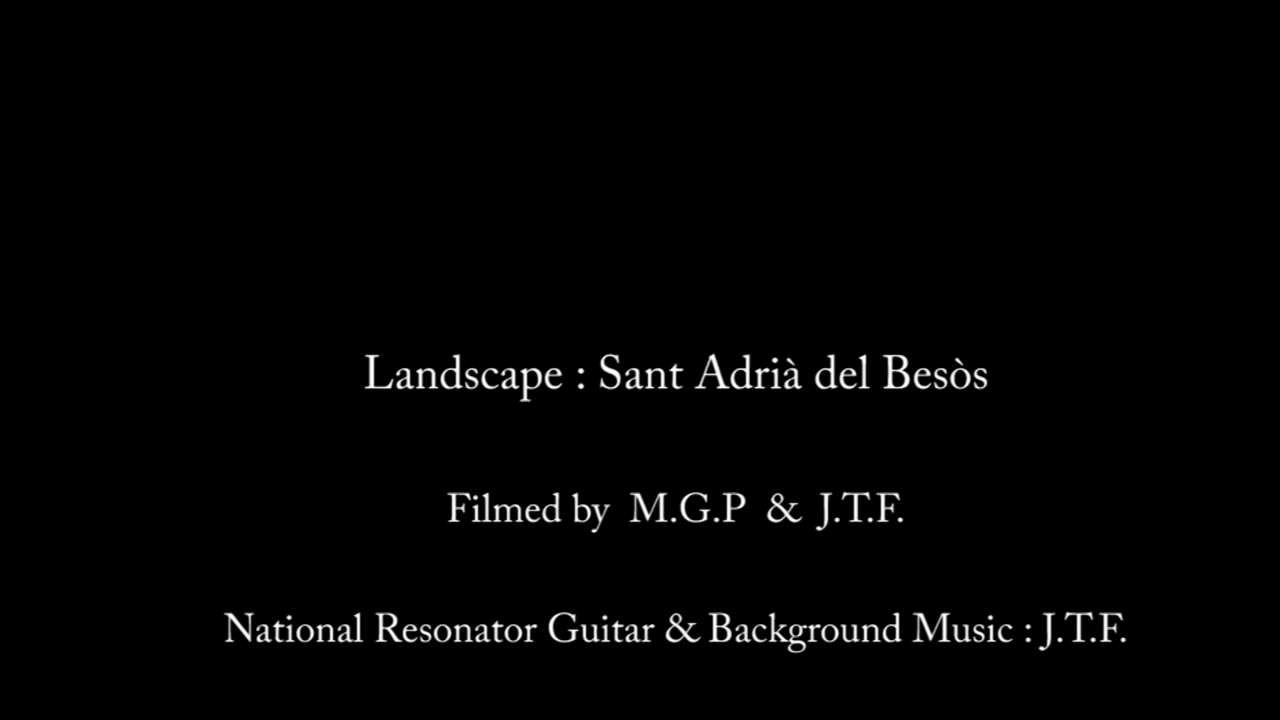 Landscape : Sant Adrià del Besòs
Filmed by M.G.P & J.T.F.
National Resonator Guitar & Background Music : J.T.F.